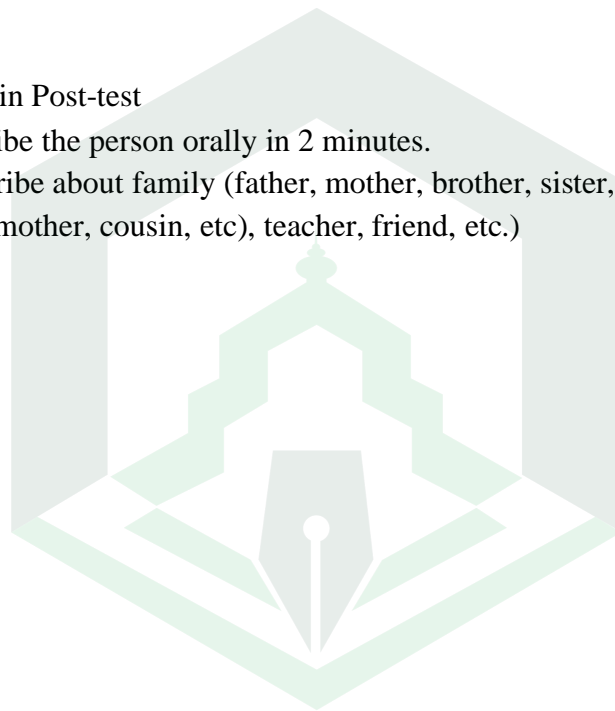 in Post-test
ibe the person orally in 2 minutes.
ribe about family (father, mother, brother, sister,
mother, cousin, etc), teacher, friend, etc.)